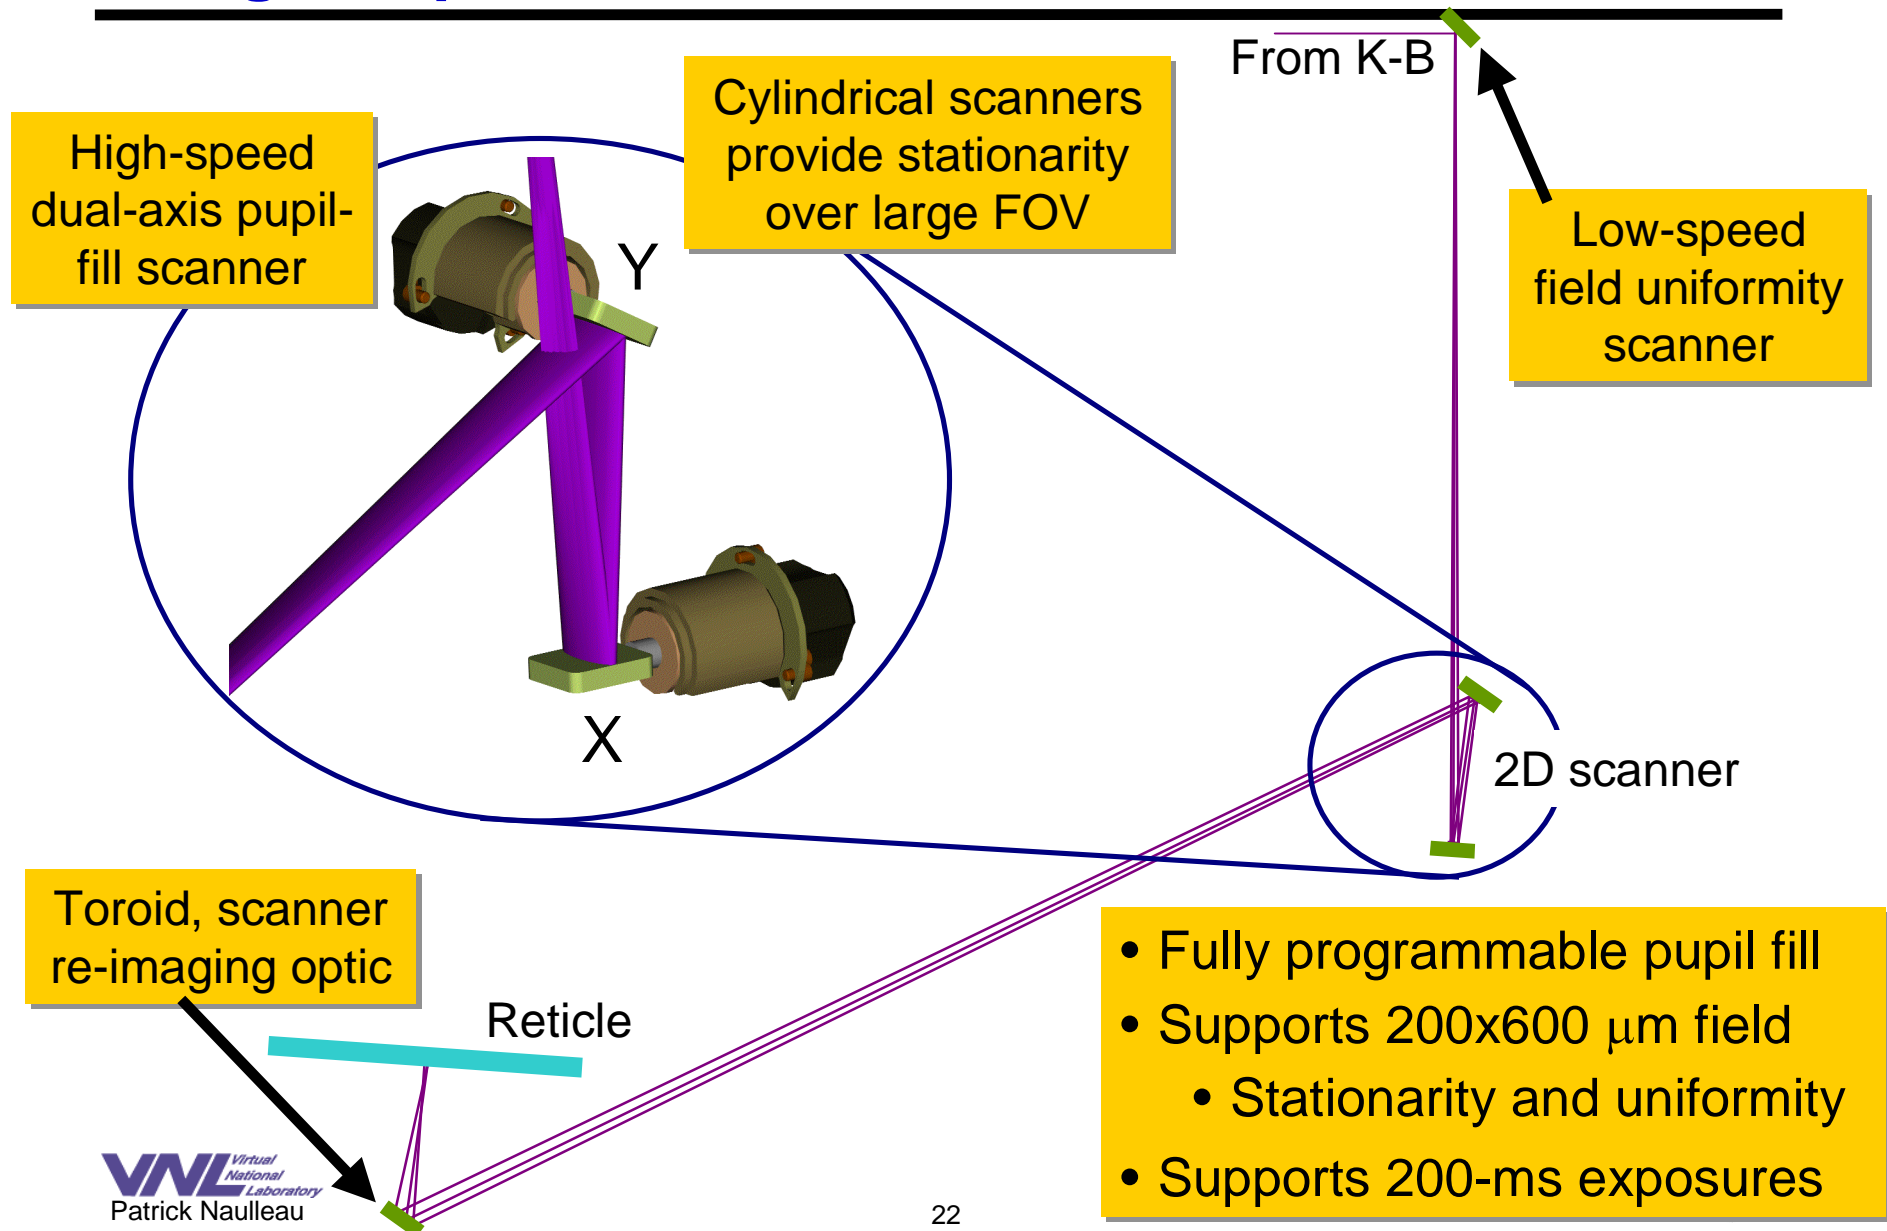 From K-B
High-speed
dual-axis pupil-
fill scanner
Cylindrical scanners
provide stationarity
over large FOV
Low-speed
field uniformity
scanner
Y
X
2D scanner
Toroid, scanner
re-imaging optic
Reticle
• Fully programmable pupil fill
• Supports 200x600 μm field
• Stationarity and uniformity
• Supports 200-ms exposures
VNL Virtual
National
Laboratory
Patrick Naulleau
22